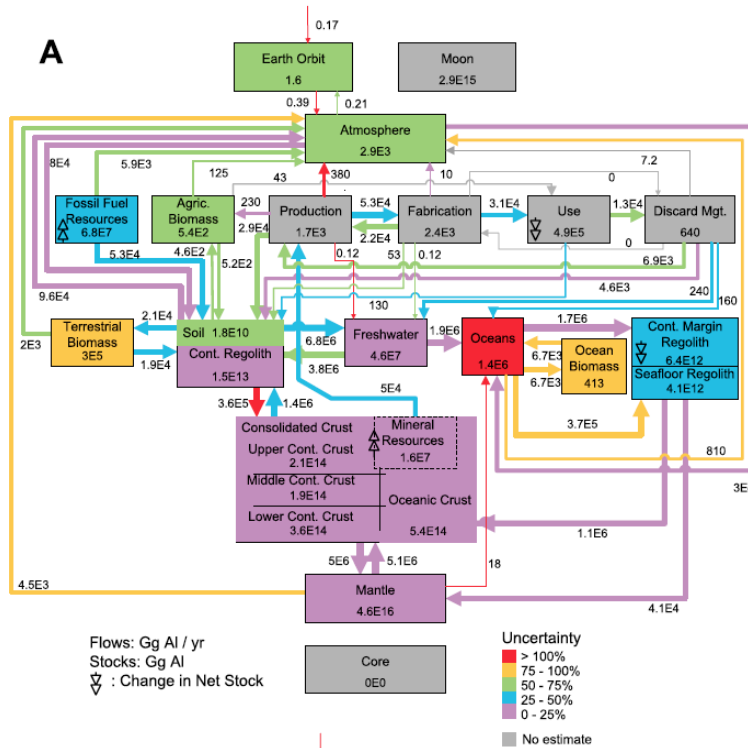 0.17
A
Earth Orbit
1.6
Moon
2.9E15
0.39
0.21
Atmosphere
2.9E3
8E4
5.9E3
125
43
380
10
0
7.2
Fossil Fuel
Resources
6.8E7
Agric.
Biomass
5.4E2
230
Production
1.7E3
5.3E4
Fabrication
2.4E3
3.1E4
Use
4.9E5
1.3E4
Discard Mgt.
640
2.9E4
2.2E4
5.3E4
4.6E2
5.2E2
0.12
53
0.12
0
6.9E3
4.6E3
240
160
9.6E4
130
2E3
2.1E4
Terrestrial
Biomass
3E5
1.9E4
Soil 1.8E10
Cont. Regolith
1.5E13
6.8E6
3.8E6
Freshwater
4.6E7
1.9E6
Oceans
1.4E6
1.7E6
6.7E3
6.7E3
Ocean
Biomass
413
Cont. Margin
Regolith
6.4E12
Seafloor Regolith
4.1E12
3.6E5
1.4E6
5E4
3.7E5
810
3E
Consolidated Crust
Upper Cont. Crust
2.1E14
Middle Cont. Crust
1.9E14
Lower Cont. Crust
3.6E14
Mineral
Resources
1.6E7
Oceanic Crust
5.4E14
1.1E6
5E6
5.1E6
18
4.5E3
Mantle
4.6E16
4.1E4
Flows: Gg Al / yr
Stocks: Gg Al
: Change in Net Stock
Core
0E0
Uncertainty
> 100%
75 - 100%
50 - 75%
25 - 50%
0 - 25%
No estimate